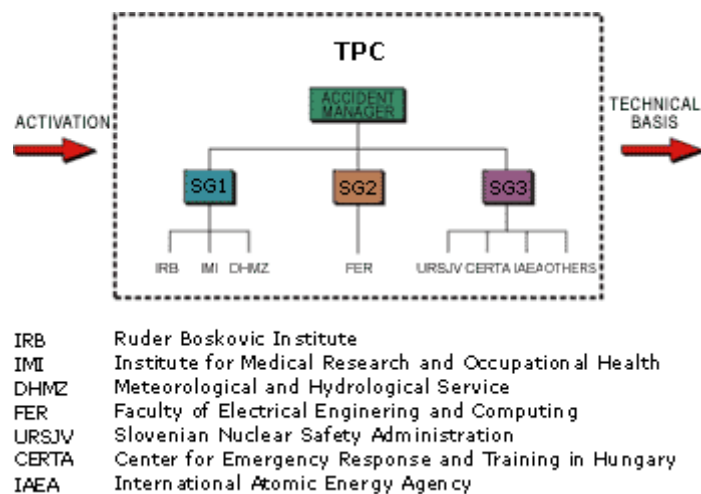 TPC
ACCIDENT
MANAGER
ACTIVATION
TECHNICAL
BASIS
SG1 SG2 SG3
IRB IMI DHMZ FER URSJV CERTA IAEA OTHERS
IRB Ruder Boskovic Institute
IMI Institute for Medical Research and Occupational Health
DHMZ Meteorological and Hydrological Service
FER Faculty of Electrical Enginering and Computing
URSJV Slovenian Nuclear Safety Administration
CERTA Center for Emergency Response and Training in Hungary
IAEA International Atomic Energy Agency